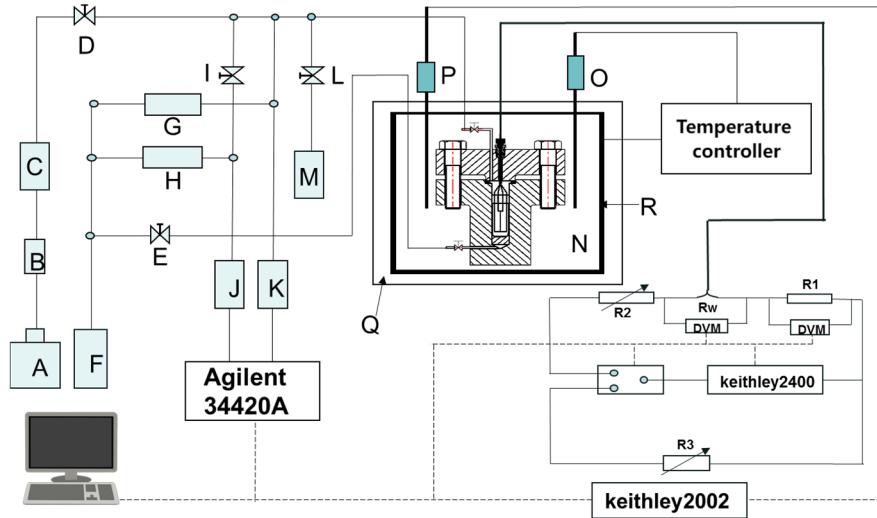 D
I
L
P
O
G
C
H
M
Temperature
controller
R
N
E
B
J
K
Q
R1
R2
Rw
DVM
DVM
A
F
Agilent
34420A
keithley2400
R3
keithley2002